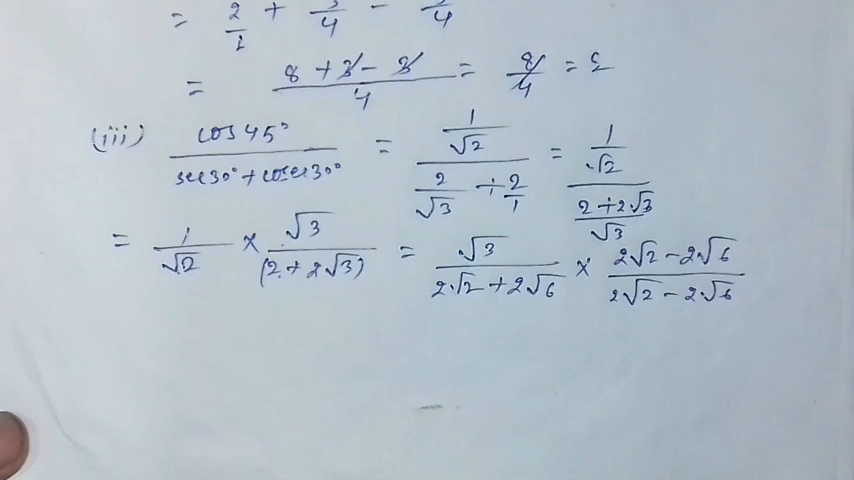 = 2/1 + 3/4 - 3/4
= (8 + 3 - 3)/4 = 8/4 = 2
(iii) cos 45°/(sec 30° + cosec 30°) = (1/√2)/(2/√3 + 2/1) = (1/√2)/((2 + 2√3)/√3)
= 1/√2 × √3/(2 + 2√3) = √3/(2√2 + 2√6) × (2√2 - 2√6)/(2√2 - 2√6)